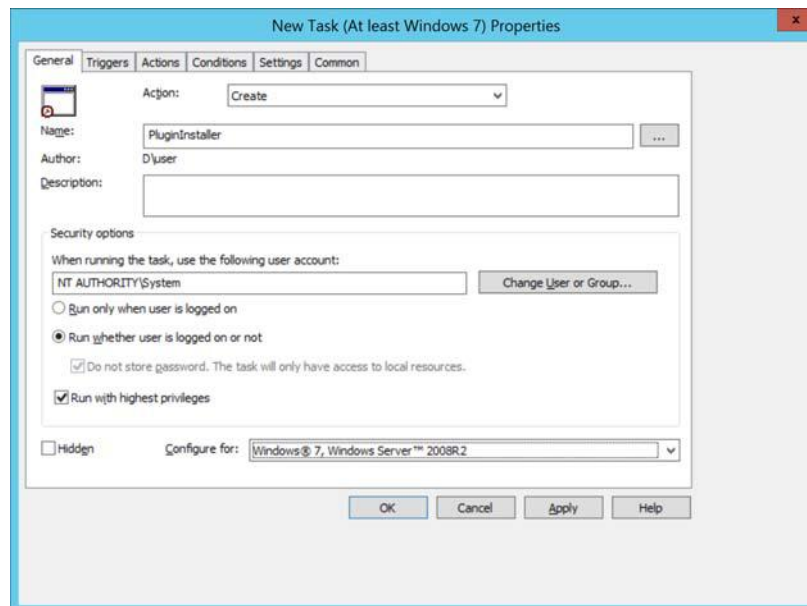 New Task (At least Windows 7) Properties
x
General Triggers Actions Conditions Settings Common
Action: Create
Name: PluginInstaller ...
Author: D\user
Description:
Security options
When running the task, use the following user account:
NT AUTHORITY\System Change User or Group...
Run only when user is logged on
Run whether user is logged on or not
Do not store password. The task will only have access to local resources.
Run with highest privileges
Hidden Configure for: Windows® 7, Windows Server™ 2008R2
OK Cancel Apply Help